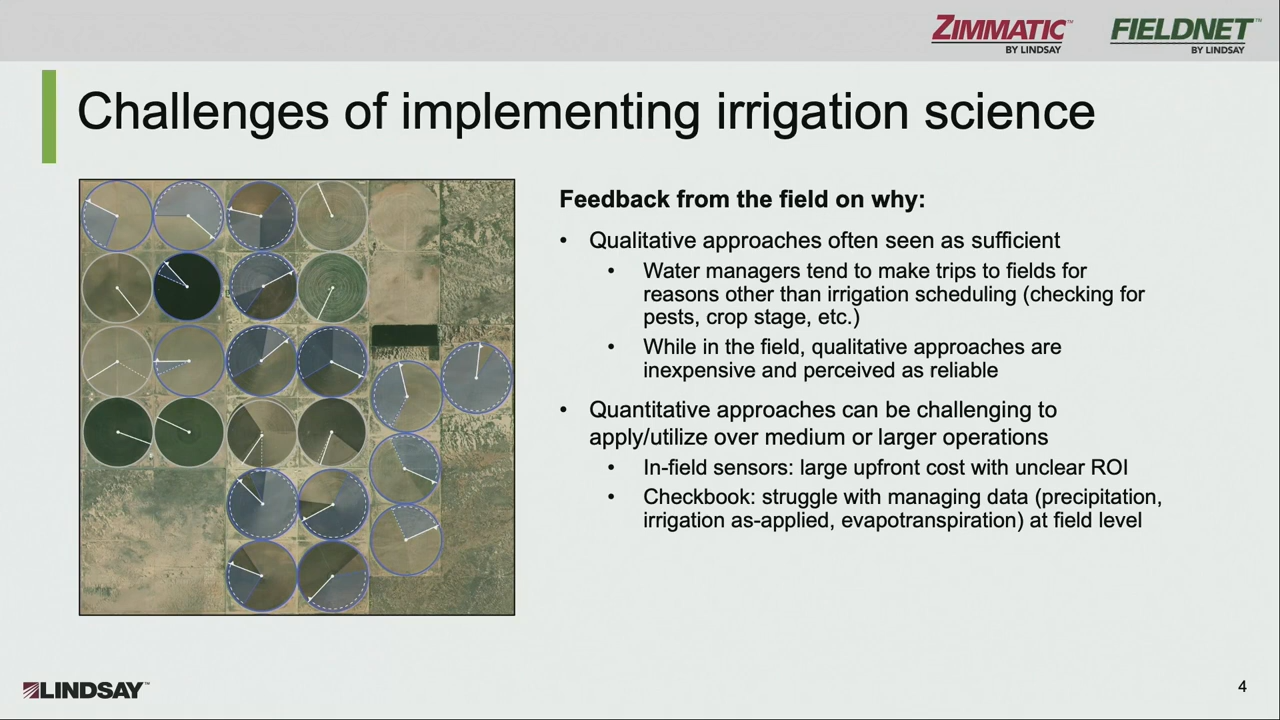 ZIMMATIC™
BY LINDSAY
FIELDNET™
BY LINDSAY
Challenges of implementing irrigation science
Feedback from the field on why:
• Qualitative approaches often seen as sufficient
• Water managers tend to make trips to fields for
reasons other than irrigation scheduling (checking for
pests, crop stage, etc.)
• While in the field, qualitative approaches are
inexpensive and perceived as reliable
• Quantitative approaches can be challenging to
apply/utilize over medium or larger operations
• In-field sensors: large upfront cost with unclear ROI
• Checkbook: struggle with managing data (precipitation,
irrigation as-applied, evapotranspiration) at field level
LINDSAY™
4